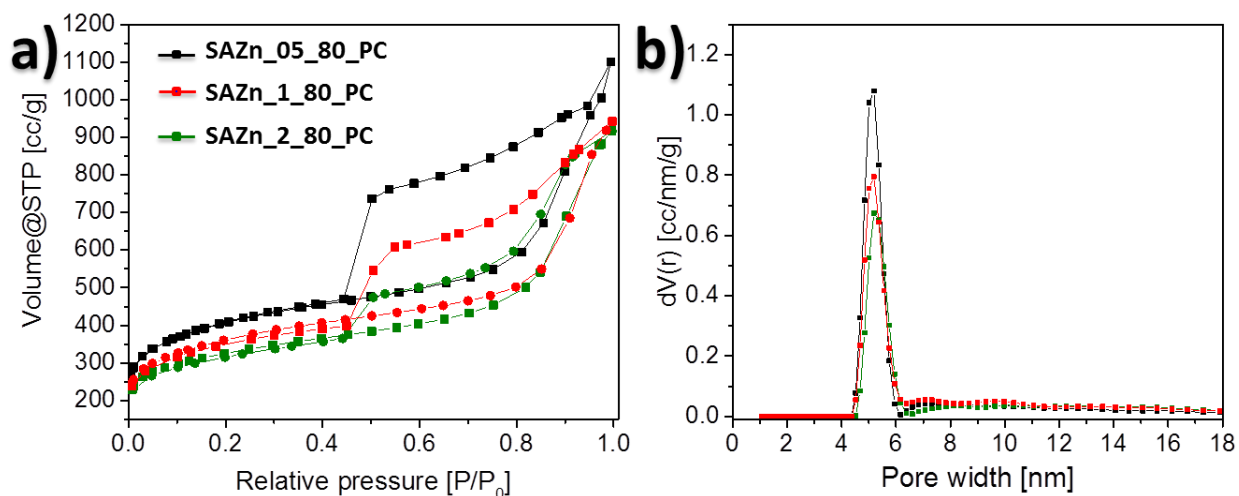 a)
Volume@STP [cc/g]
1200
1100
1000
900
800
700
600
500
400
300
200
SAZn_05_80_PC
SAZn_1_80_PC
SAZn_2_80_PC
0.0 0.2 0.4 0.6 0.8 1.0
Relative pressure [P/P0]
b)
dV(r) [cc/nm/g]
1.2
1.0
0.8
0.6
0.4
0.2
0.0
0 2 4 6 8 10 12 14 16 18
Pore width [nm]